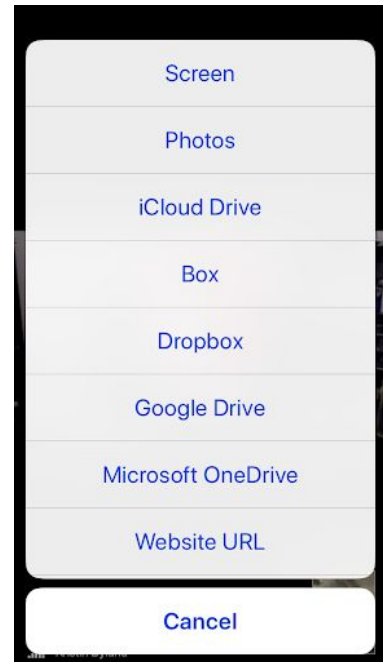 Screen
Photos
iCloud Drive
Box
Dropbox
Google Drive
Microsoft OneDrive
Website URL
Cancel